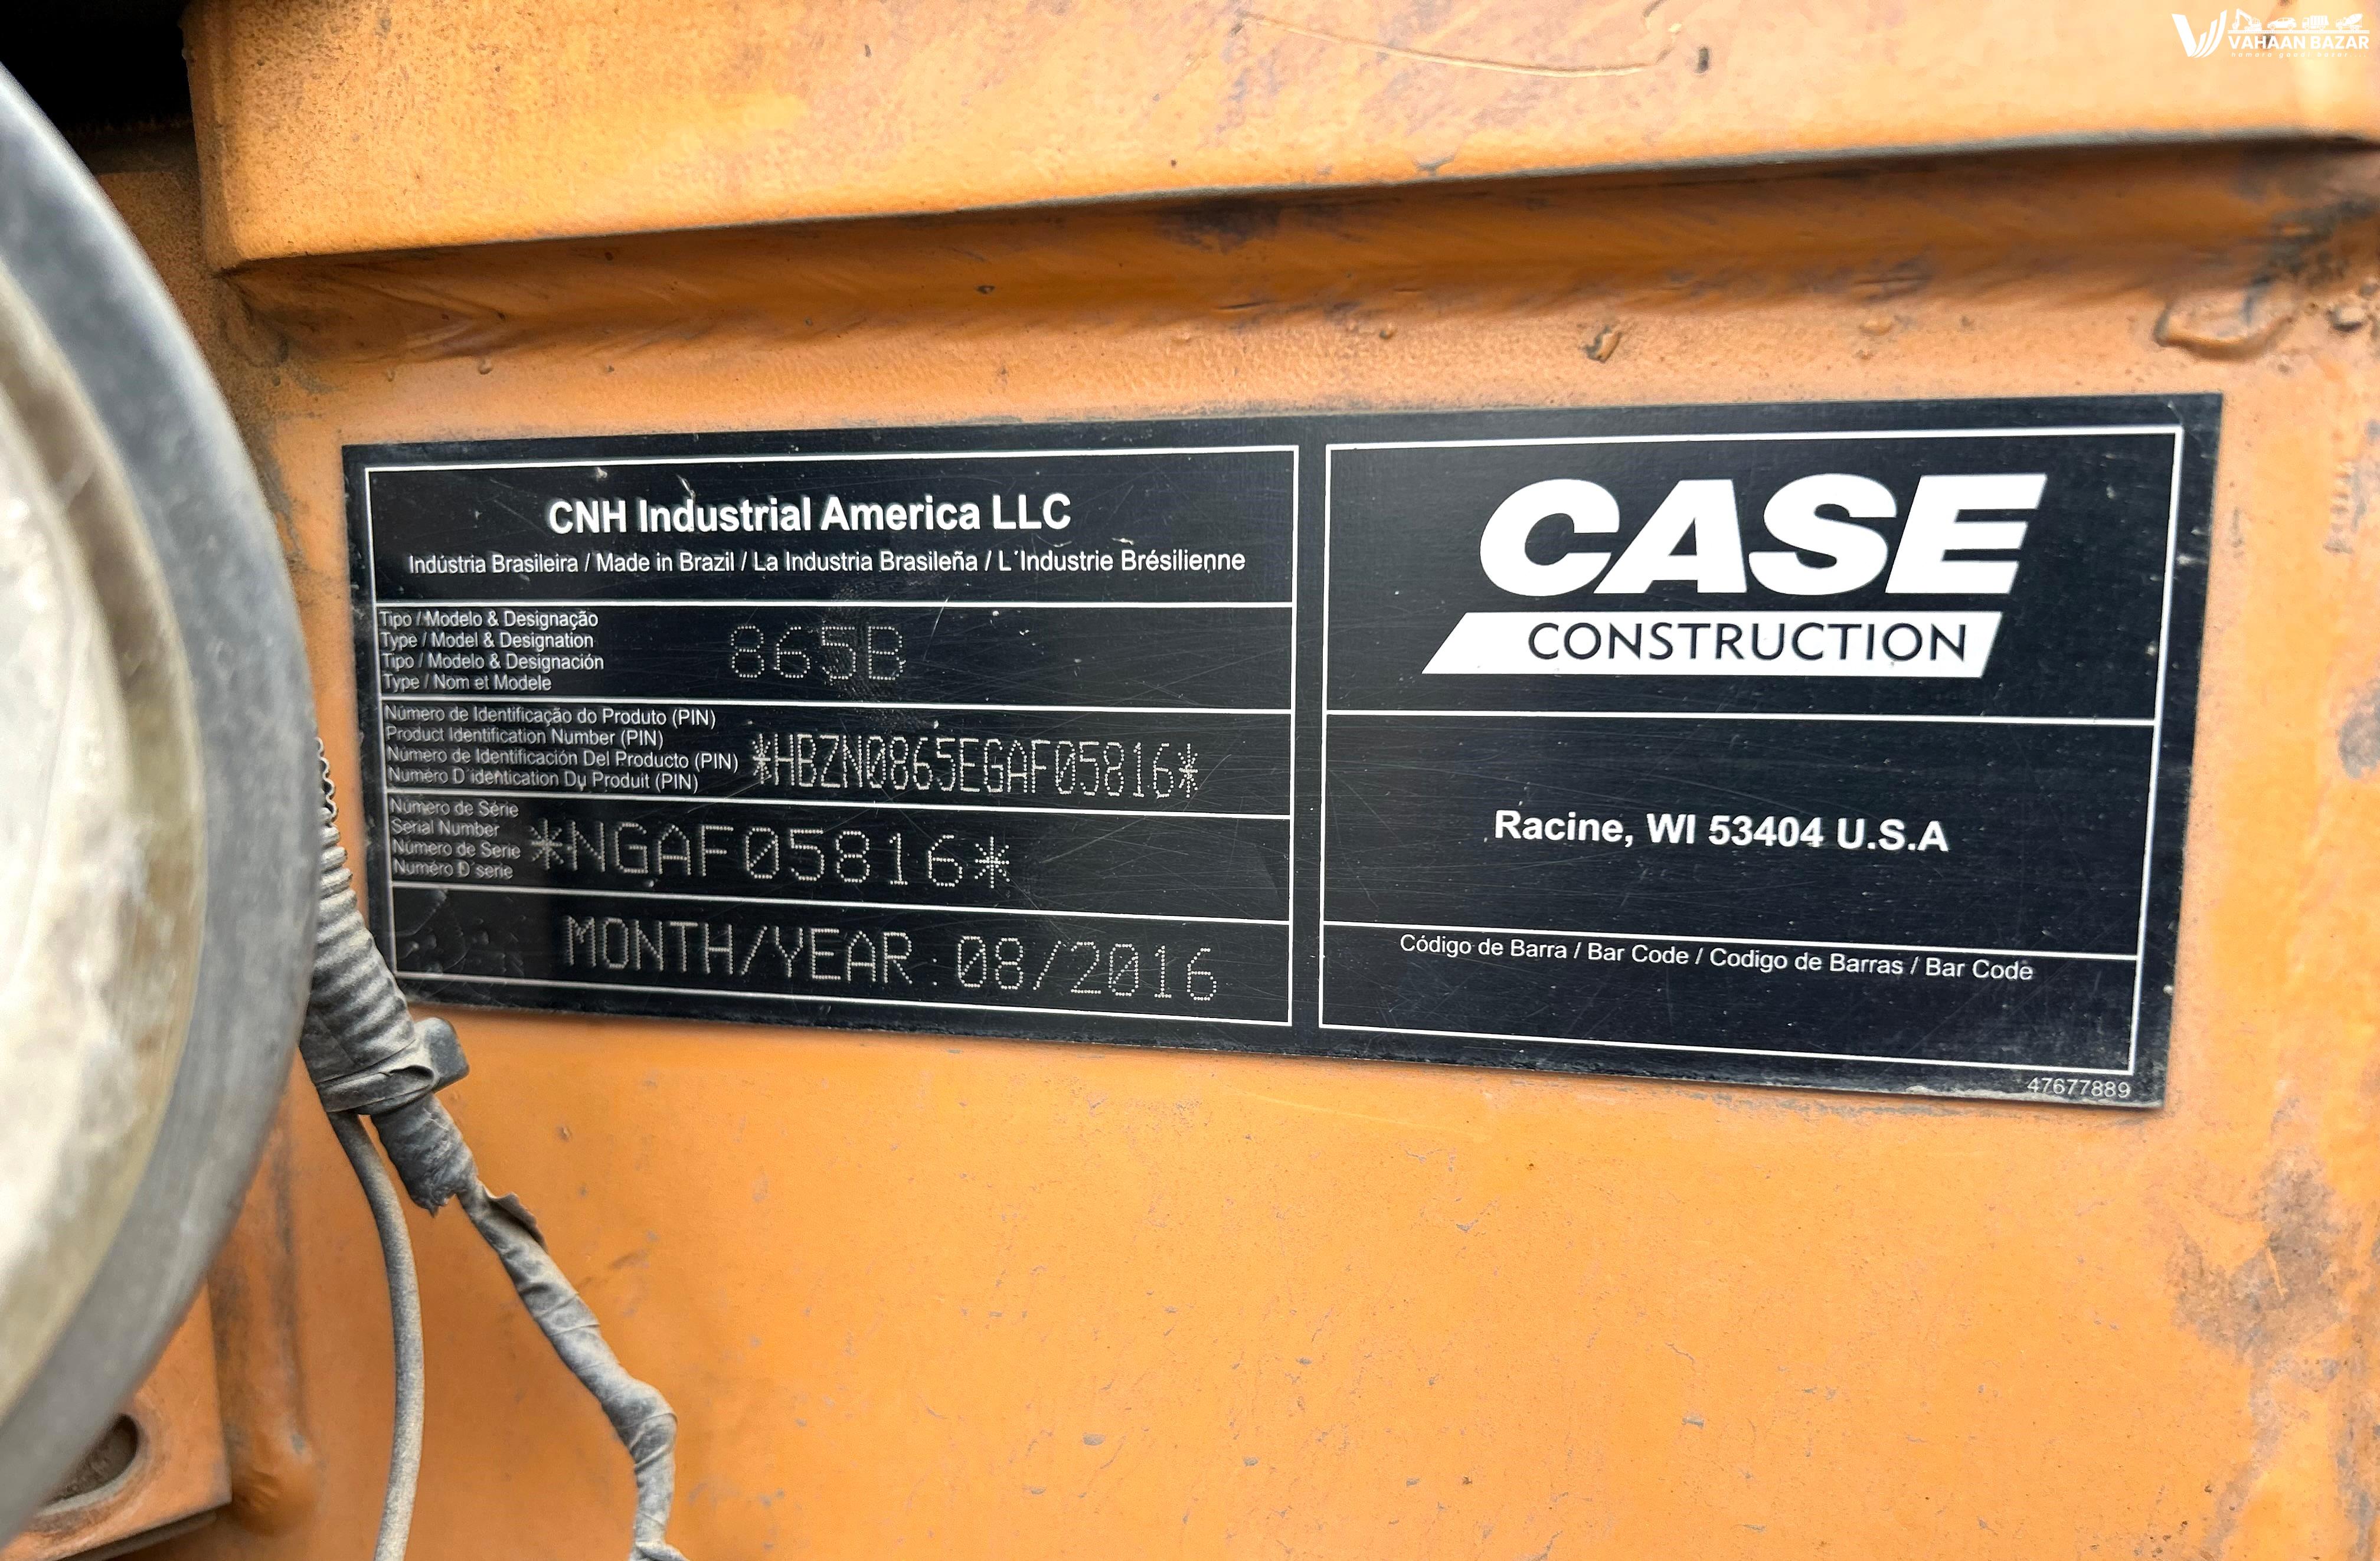 VAHAAN BAZAR
CNH Industrial America LLC
Indústria Brasileira / Made in Brazil / La Industria Brasileña / L´Industrie Brésilienne
Tipo / Modelo & Designação
Type / Model & Designation
Tipo / Modelo & Designación
Type / Nom et Modele
865B
Número de Identificação do Produto (PIN)
Product Identification Number (PIN)
Número de Identificación Del Producto (PIN)
Numéro D´identication Du Produit (PIN)
*HBZN0865EGAF05816*
Número de Série
Serial Number
Número de Serie
Numéro D´serie
*NGAF05816*
MONTH/YEAR:08/2016
CASE
CONSTRUCTION
Racine, WI 53404 U.S.A
Código de Barra / Bar Code / Codigo de Barras / Bar Code
47677889